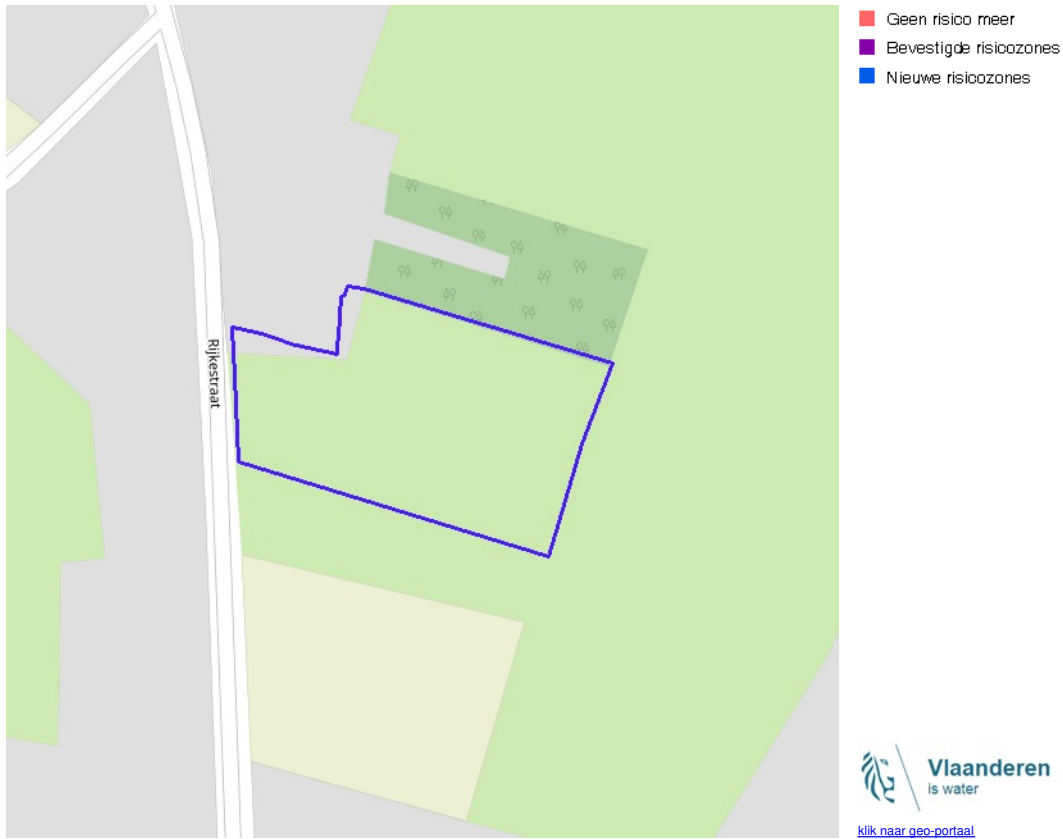 Geen risico meer
Bevestigde risicozones
Nieuwe risicozones
Rijkestraat
Vlaanderen
is water
klik naar geo-portaal